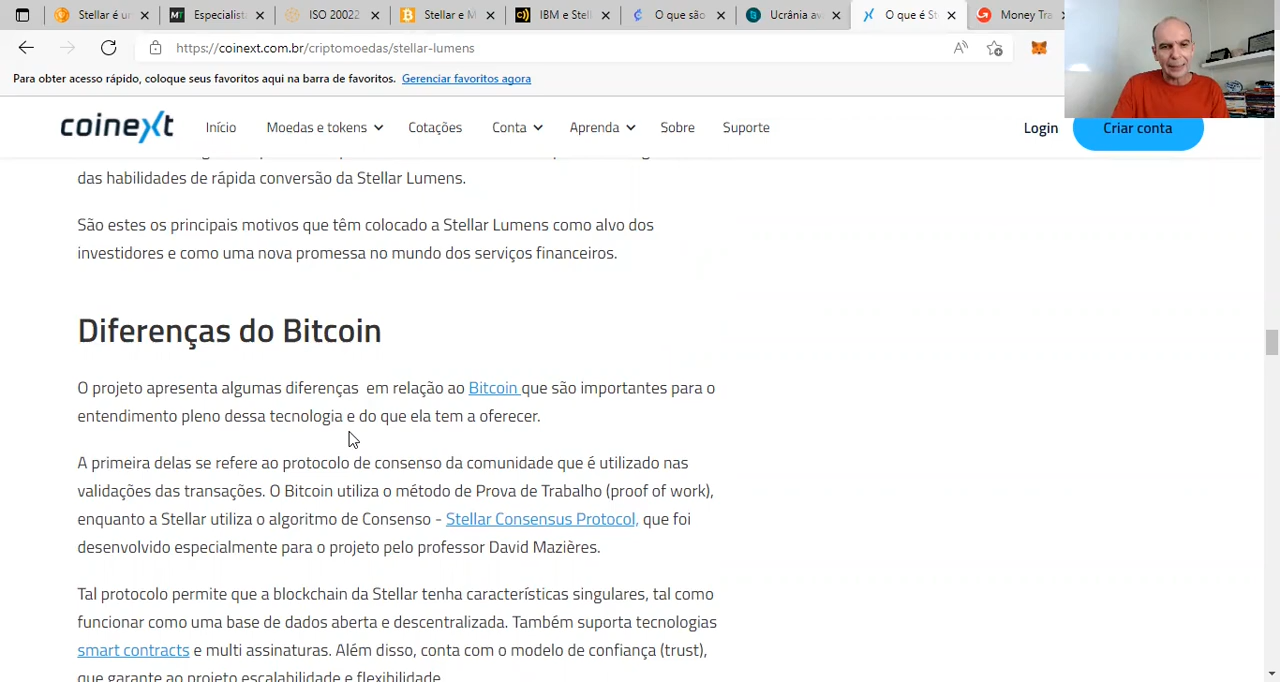 Stellar é ur
Especialist
ISO 20022
Stellar e M
IBM e Stell
O que são
Ucrânia av
O que é St
Money Tra
https://coinext.com.br/criptomoedas/stellar-lumens
Para obter acesso rápido, coloque seus favoritos aqui na barra de favoritos. Gerenciar favoritos agora
coinext
Início Moedas e tokens Cotações Conta Aprenda Sobre Suporte Login Criar conta
das habilidades de rápida conversão da Stellar Lumens.
São estes os principais motivos que têm colocado a Stellar Lumens como alvo dos
investidores e como uma nova promessa no mundo dos serviços financeiros.
Diferenças do Bitcoin
O projeto apresenta algumas diferenças em relação ao Bitcoin que são importantes para o
entendimento pleno dessa tecnologia e do que ela tem a oferecer.
A primeira delas se refere ao protocolo de consenso da comunidade que é utilizado nas
validações das transações. O Bitcoin utiliza o método de Prova de Trabalho (proof of work),
enquanto a Stellar utiliza o algoritmo de Consenso - Stellar Consensus Protocol, que foi
desenvolvido especialmente para o projeto pelo professor David Mazières.
Tal protocolo permite que a blockchain da Stellar tenha características singulares, tal como
funcionar como uma base de dados aberta e descentralizada. Também suporta tecnologias
smart contracts e multi assinaturas. Além disso, conta com o modelo de confiança (trust),
que garante ao projeto escalabilidade e flexibilidade.